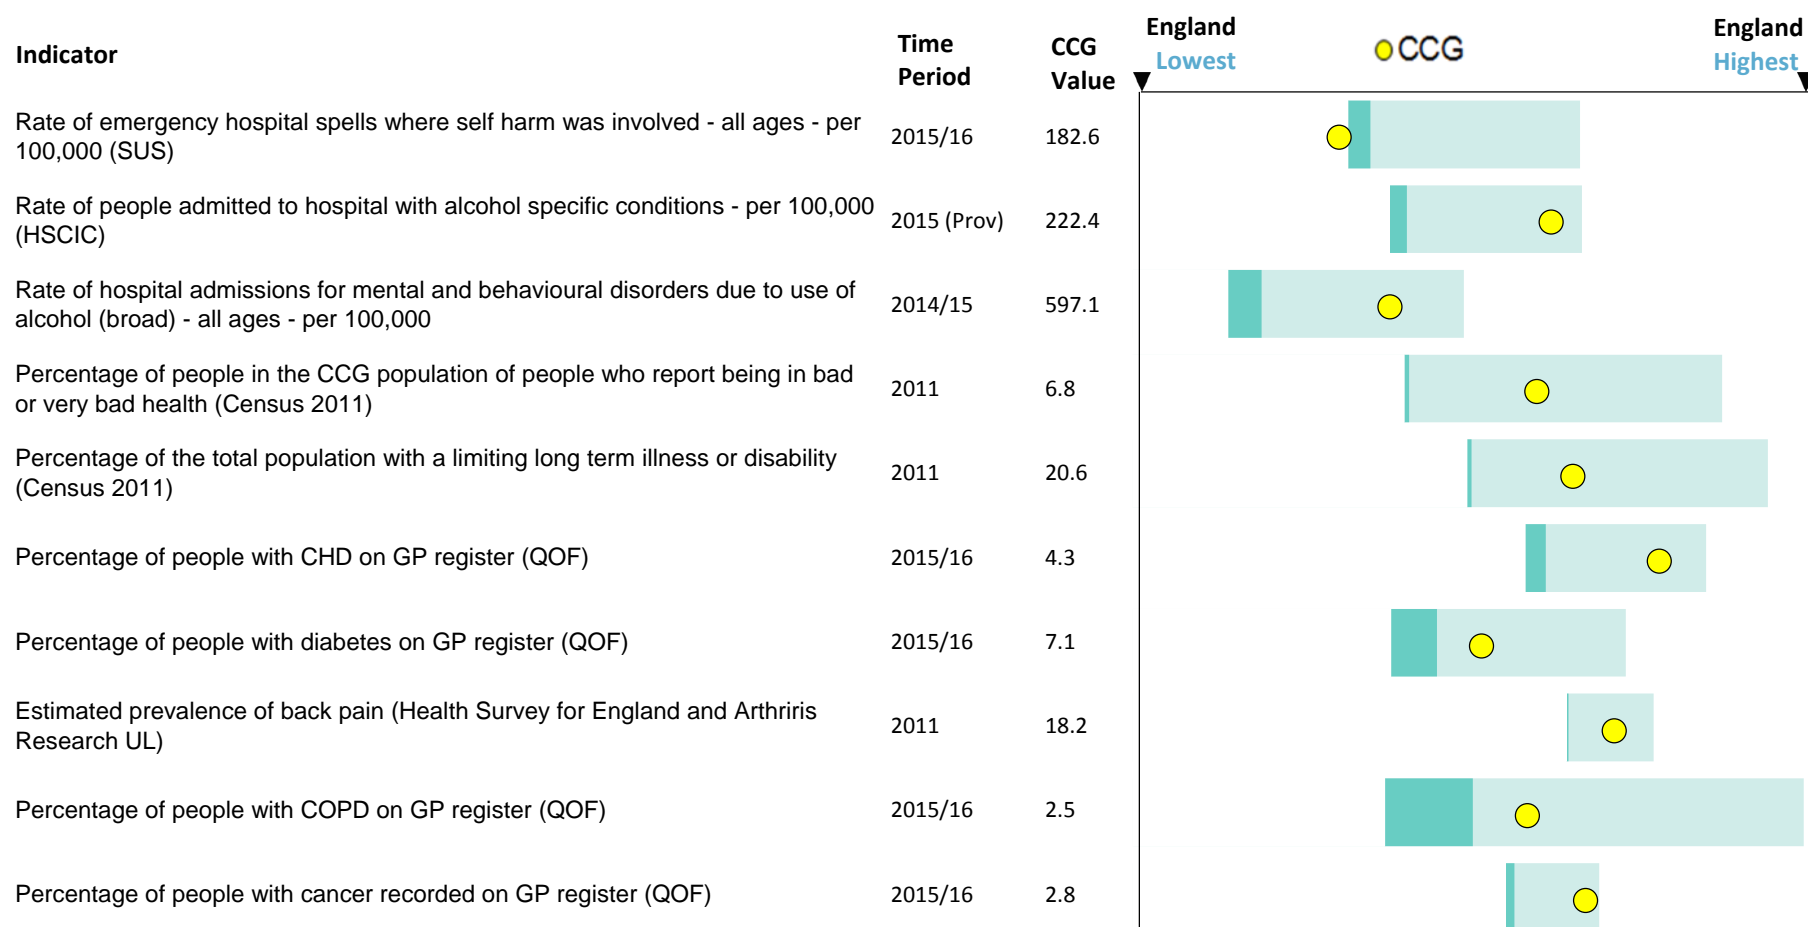 Indicator
Time
Period
CCG
Value
England
Lowest
CCG
England
Highest
Rate of emergency hospital spells where self harm was involved - all ages - per
100,000 (SUS)
2015/16
182.6
Rate of people admitted to hospital with alcohol specific conditions - per 100,000
(HSCIC)
2015 (Prov)
222.4
Rate of hospital admissions for mental and behavioural disorders due to use of
alcohol (broad) - all ages - per 100,000
2014/15
597.1
Percentage of people in the CCG population of people who report being in bad
or very bad health (Census 2011)
2011
6.8
Percentage of the total population with a limiting long term illness or disability
(Census 2011)
2011
20.6
Percentage of people with CHD on GP register (QOF)
2015/16
4.3
Percentage of people with diabetes on GP register (QOF)
2015/16
7.1
Estimated prevalence of back pain (Health Survey for England and Arthriris
Research UL)
2011
18.2
Percentage of people with COPD on GP register (QOF)
2015/16
2.5
Percentage of people with cancer recorded on GP register (QOF)
2015/16
2.8